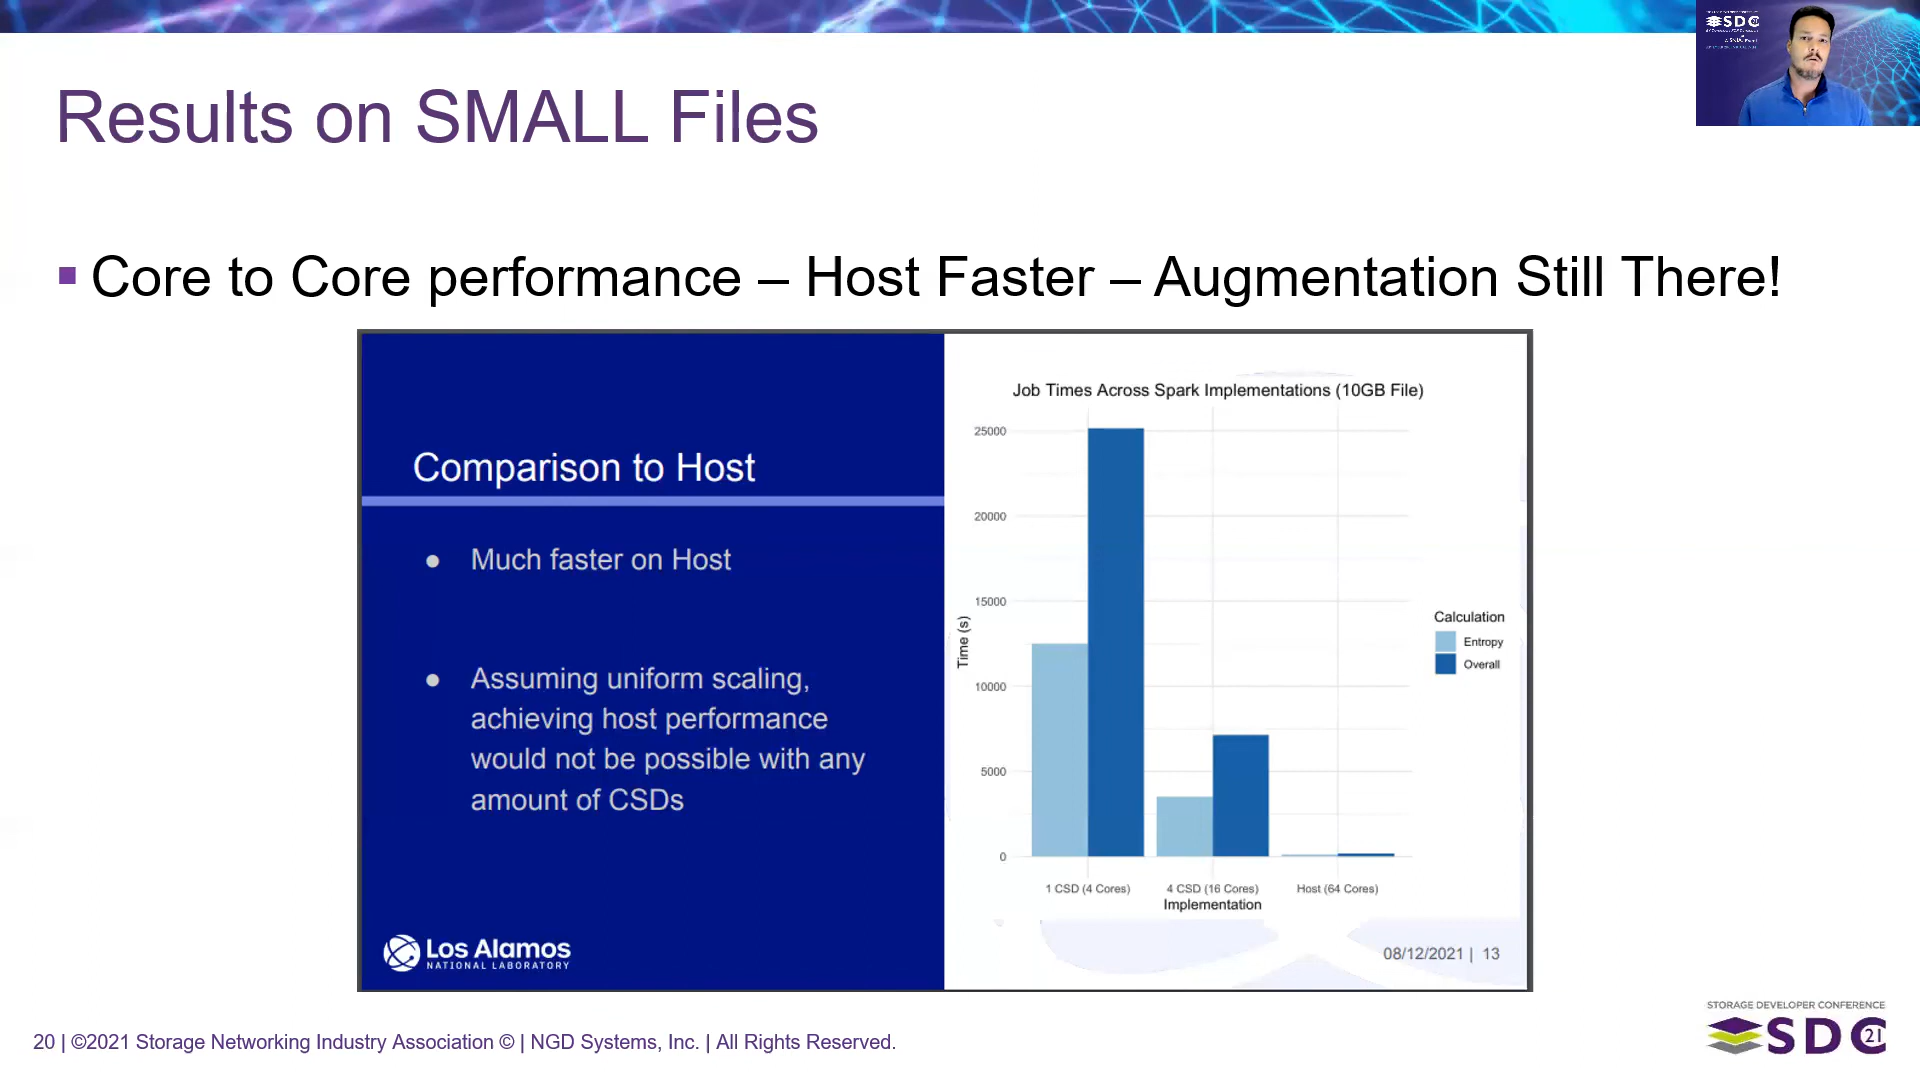 Results on SMALL Files
SDC
Core to Core performance – Host Faster – Augmentation Still There!
Comparison to Host
Much faster on Host
Assuming uniform scaling,
achieving host performance
would not be possible with any
amount of CSDs
Los Alamos
NATIONAL LABORATORY
Job Times Across Spark Implementations (10GB File)
25000
20000
15000
10000
5000
0
Time (s)
1 CSD (4 Cores)
4 CSD (16 Cores)
Host (64 Cores)
Implementation
Calculation
Entropy
Overall
08/12/2021 | 13
STORAGE DEVELOPER CONFERENCE
SDC 21
20 | ©2021 Storage Networking Industry Association © | NGD Systems, Inc. | All Rights Reserved.